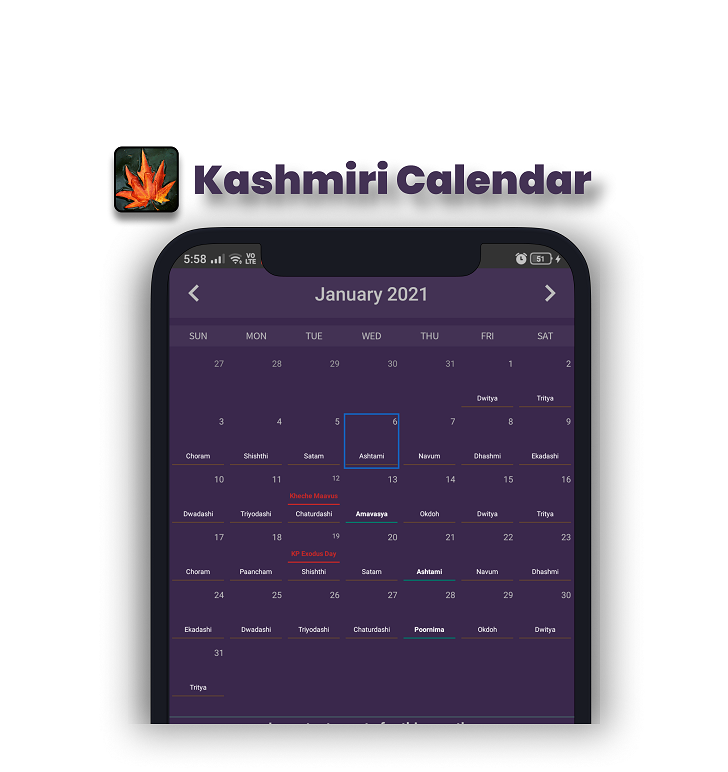 Kashmiri Calendar
5:58 VO LTE 51
January 2021
SUN MON TUE WED THU FRI SAT
27 28 29 30 31 1 2
Dwitya Tritya
3 4 5 6 7 8 9
Choram Shishthi Satam Ashtami Navum Dhashmi Ekadashi
10 11 12 13 14 15 16
Kheche Maavus
Dwadashi Triyodashi Chaturdashi Amavasya Okdoh Dwitya Tritya
17 18 19 20 21 22 23
KP Exodus Day
Choram Paancham Shishthi Satam Ashtami Navum Dhashmi
24 25 26 27 28 29 30
Ekadashi Dwadashi Triyodashi Chaturdashi Poornima Okdoh Dwitya
31
Tritya